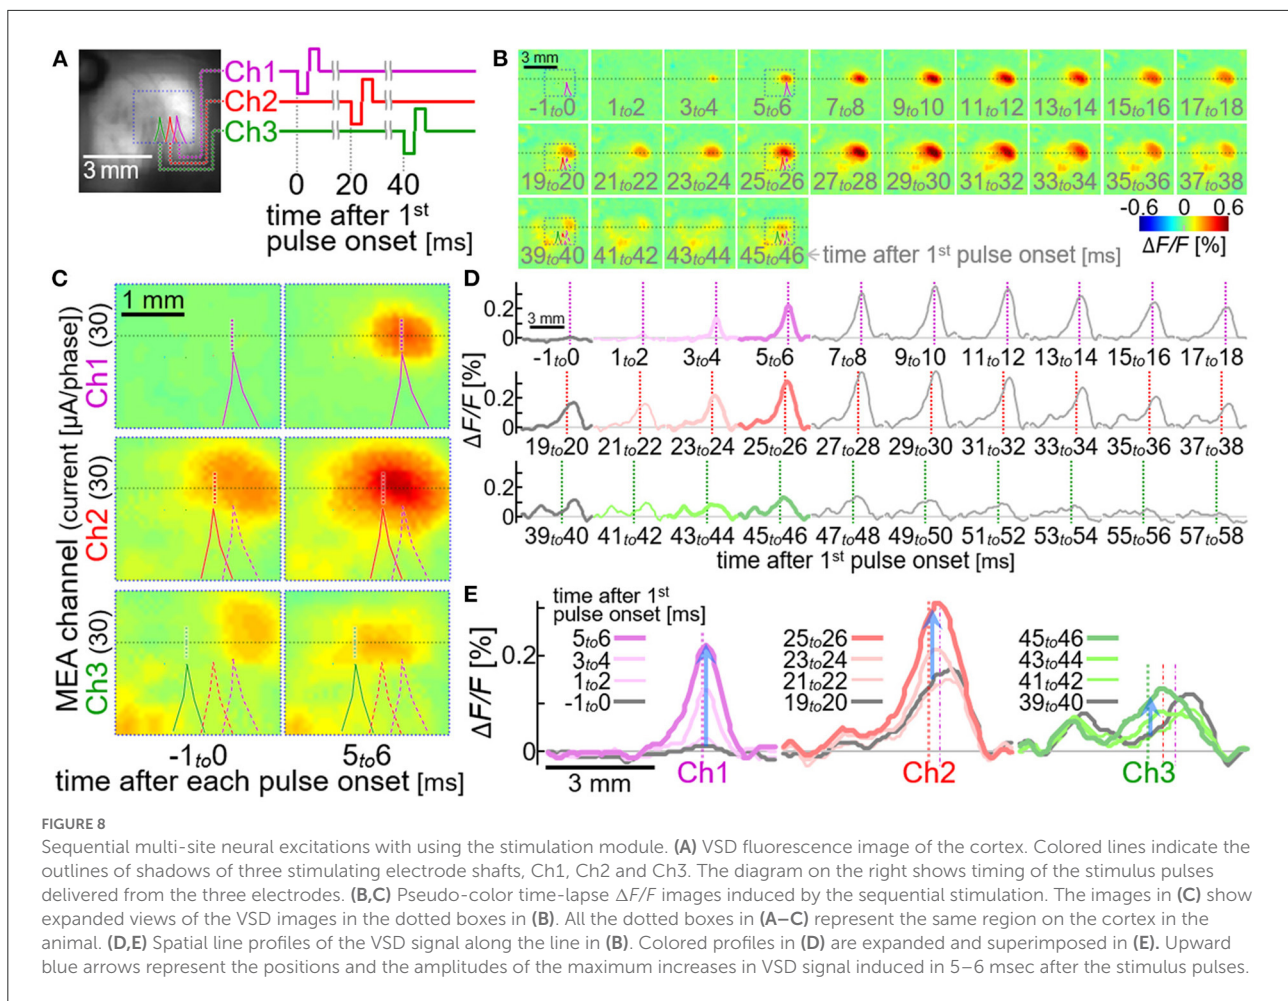 A
Ch1
Ch2
Ch3
3 mm
0 20 40
time after 1st
pulse onset [ms]
B
3 mm
-1to0 1to2 3to4 5to6 7to8 9to10 11to12 13to14 15to16 17to18
19to20 21to22 23to24 25to26 27to28 29to30 31to32 33to34 35to36 37to38
39to40 41to42 43to44 45to46
time after 1st pulse onset [ms]
-0.6 0 0.6
ΔF/F [%]
C
1 mm
MEA channel (current [μA/phase])
Ch1 (30)
Ch2 (30)
Ch3 (30)
-1to0 5to6
time after each pulse onset [ms]
D
ΔF/F [%]
0.2
0
3 mm
-1to0 1to2 3to4 5to6 7to8 9to10 11to12 13to14 15to16 17to18
0.2
0
19to20 21to22 23to24 25to26 27to28 29to30 31to32 33to34 35to36 37to38
0.2
0
39to40 41to42 43to44 45to46 47to48 49to50 51to52 53to54 55to56 57to58
time after 1st pulse onset [ms]
E
time after 1st
pulse onset [ms]
ΔF/F [%]
0.2
0
5to6
3to4
1to2
-1to0
25to26
23to24
21to22
19to20
45to46
43to44
41to42
39to40
3 mm
Ch1
Ch2
Ch3
FIGURE 8
Sequential multi-site neural excitations with using the stimulation module. (A) VSD fluorescence image of the cortex. Colored lines indicate the
outlines of shadows of three stimulating electrode shafts, Ch1, Ch2 and Ch3. The diagram on the right shows timing of the stimulus pulses
delivered from the three electrodes. (B,C) Pseudo-color time-lapse ΔF/F images induced by the sequential stimulation. The images in (C) show
expanded views of the VSD images in the dotted boxes in (B). All the dotted boxes in (A–C) represent the same region on the cortex in the
animal. (D,E) Spatial line profiles of the VSD signal along the line in (B). Colored profiles in (D) are expanded and superimposed in (E). Upward
blue arrows represent the positions and the amplitudes of the maximum increases in VSD signal induced in 5–6 msec after the stimulus pulses.